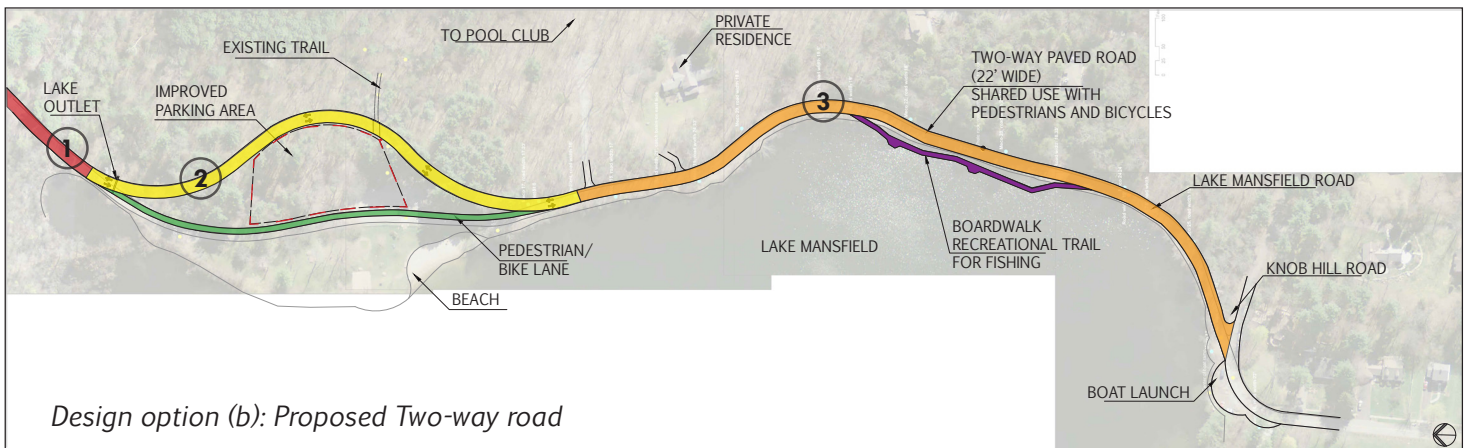 TO POOL CLUB
PRIVATE
RESIDENCE
EXISTING TRAIL
LAKE
OUTLET
IMPROVED
PARKING AREA
TWO-WAY PAVED ROAD
(22' WIDE)
SHARED USE WITH
PEDESTRIANS AND BICYCLES
1
2
3
LAKE MANSFIELD ROAD
PEDESTRIAN/
BIKE LANE
BEACH
LAKE MANSFIELD
BOARDWALK
RECREATIONAL TRAIL
FOR FISHING
KNOB HILL ROAD
BOAT LAUNCH
Design option (b): Proposed Two-way road